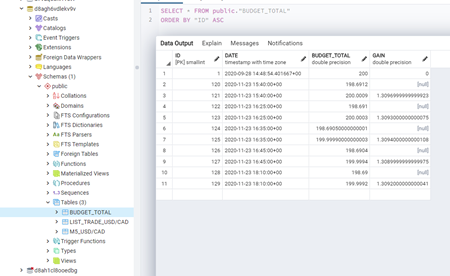 d8agh6vdlekv9v
Casts
Catalogs
Event Triggers
Extensions
Foreign Data Wrappers
Languages
Schemas (1)
public
Collations
Domains
FTS Configurations
FTS Dictionaries
FTS Parsers
FTS Templates
Foreign Tables
Functions
Materialized Views
Procedures
Sequences
Tables (3)
BUDGET_TOTAL
LIST_TRADE_USD/CAD
M5_USD/CAD
Trigger Functions
Types
Views
d8ah1cl8ooedbg
1 SELECT * FROM public."BUDGET_TOTAL"
2 ORDER BY "ID" ASC
Data Output Explain Messages Notifications
ID DATE BUDGET_TOTAL GAIN
[PK] smallint timestamp with time zone double precision double precision
1 1 2020-09-28 14:48:54.401667+00 200 0
2 120 2020-11-23 15:40:00+00 198.6912 [null]
3 121 2020-11-23 15:40:00+00 200.0009 1.3096999999999923
4 122 2020-11-23 16:25:00+00 198.691 [null]
5 123 2020-11-23 16:25:00+00 200.0003 1.3093000000000075
6 124 2020-11-23 16:35:00+00 198.69050000000001 [null]
7 125 2020-11-23 16:35:00+00 199.99990000000003 1.3094000000000108
8 126 2020-11-23 16:45:00+00 198.6904 [null]
9 127 2020-11-23 16:45:00+00 199.9994 1.3089999999999975
10 128 2020-11-23 18:10:00+00 198.69 [null]
11 129 2020-11-23 18:10:00+00 199.9992 1.3092000000000041